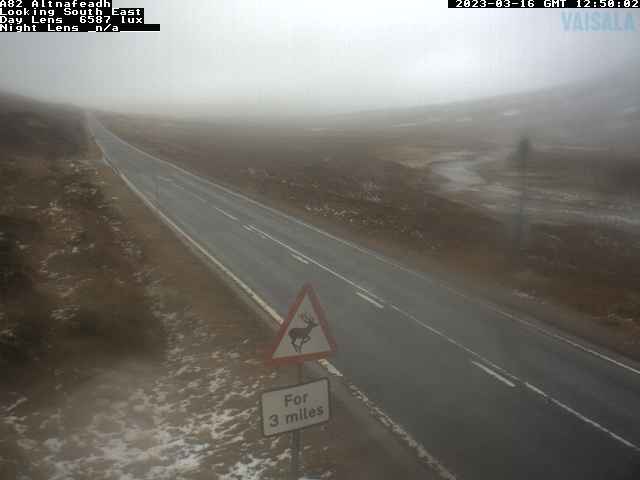 A82 Altnafeadh
Looking South East
Day Lens 6587 lux
Night Lens n/a
2023-03-16 GMT 12:50:02
VAISALA
For
3 miles